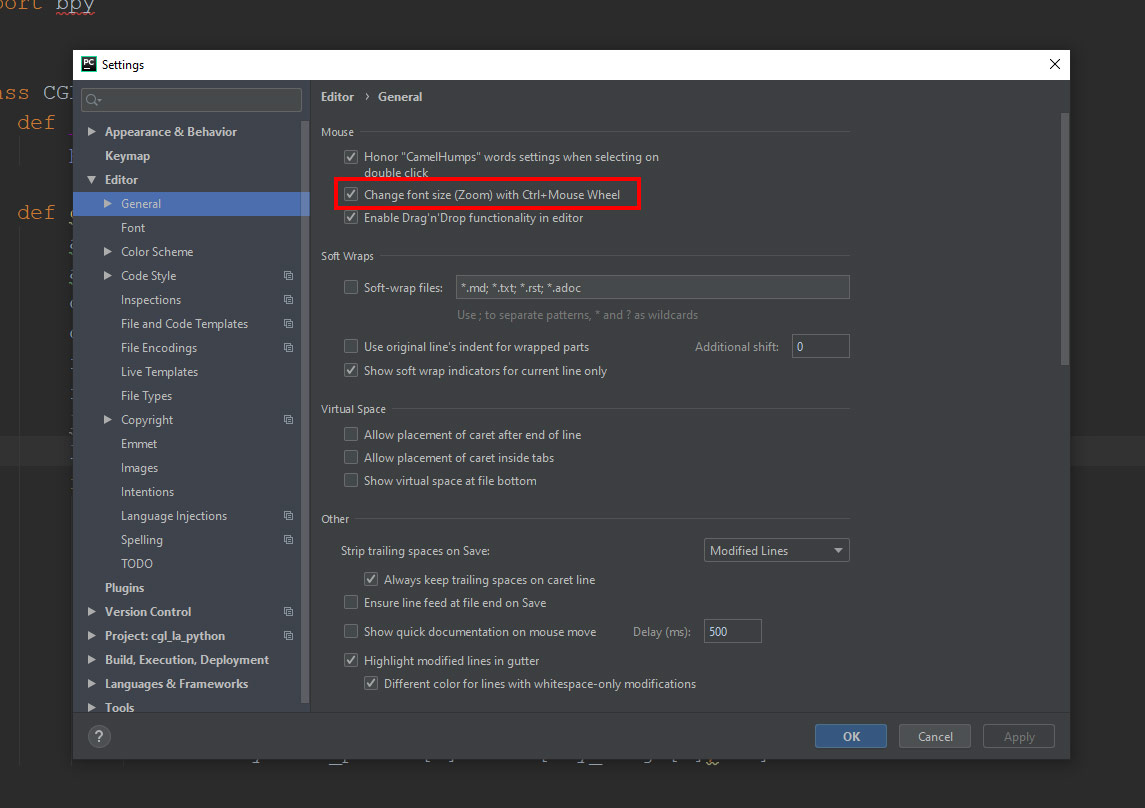 bpy
PC Settings
CGL
def
def
Appearance & Behavior
Keymap
Editor
General
Font
Color Scheme
Code Style
Inspections
File and Code Templates
File Encodings
Live Templates
File Types
Copyright
Emmet
Images
Intentions
Language Injections
Spelling
TODO
Plugins
Version Control
Project: cgl_la_python
Build, Execution, Deployment
Languages & Frameworks
Tools
?
Editor › General
Mouse
Honor "CamelHumps" words settings when selecting on
double click
Change font size (Zoom) with Ctrl+Mouse Wheel
Enable Drag'n'Drop functionality in editor
Soft Wraps
Soft-wrap files: *.md; *.txt; *.rst; *.adoc
Use ; to separate patterns, * and ? as wildcards
Use original line's indent for wrapped parts Additional shift: 0
Show soft wrap indicators for current line only
Virtual Space
Allow placement of caret after end of line
Allow placement of caret inside tabs
Show virtual space at file bottom
Other
Strip trailing spaces on Save: Modified Lines
Always keep trailing spaces on caret line
Ensure line feed at file end on Save
Show quick documentation on mouse move Delay (ms): 500
Highlight modified lines in gutter
Different color for lines with whitespace-only modifications
OK Cancel Apply